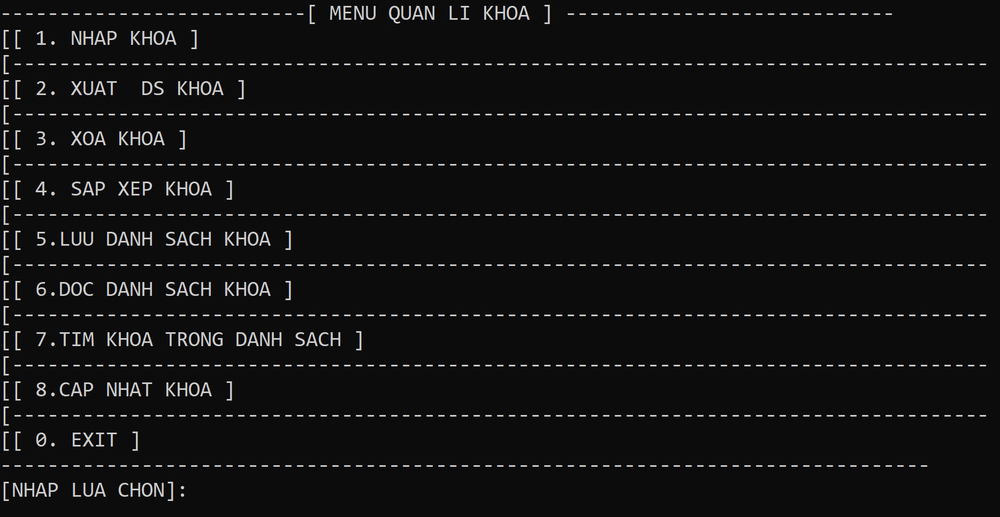 --------------------------[ MENU QUAN LI KHOA ] ----------------------------
[[ 1. NHAP KHOA ]
[-----------------------------------------------------------------------------------
[[ 2. XUAT  DS KHOA ]
[-----------------------------------------------------------------------------------
[[ 3. XOA KHOA ]
[-----------------------------------------------------------------------------------
[[ 4. SAP XEP KHOA ]
[-----------------------------------------------------------------------------------
[[ 5.LUU DANH SACH KHOA ]
[-----------------------------------------------------------------------------------
[[ 6.DOC DANH SACH KHOA ]
[-----------------------------------------------------------------------------------
[[ 7.TIM KHOA TRONG DANH SACH ]
[-----------------------------------------------------------------------------------
[[ 8.CAP NHAT KHOA ]
[-----------------------------------------------------------------------------------
[[ 0. EXIT ]
-------------------------------------------------------------------------------
[NHAP LUA CHON]: